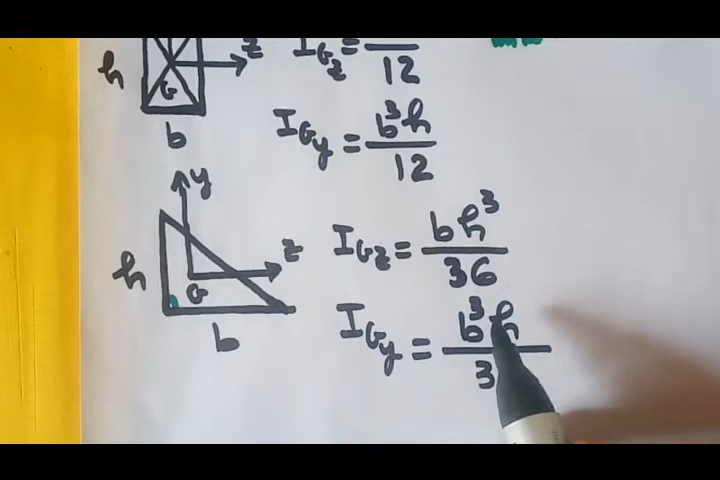 h z I_Gz = /12
G
b I_Gy = b³h/12
y
h z I_Gz = bh³/36
G
b I_Gy = b³h/3